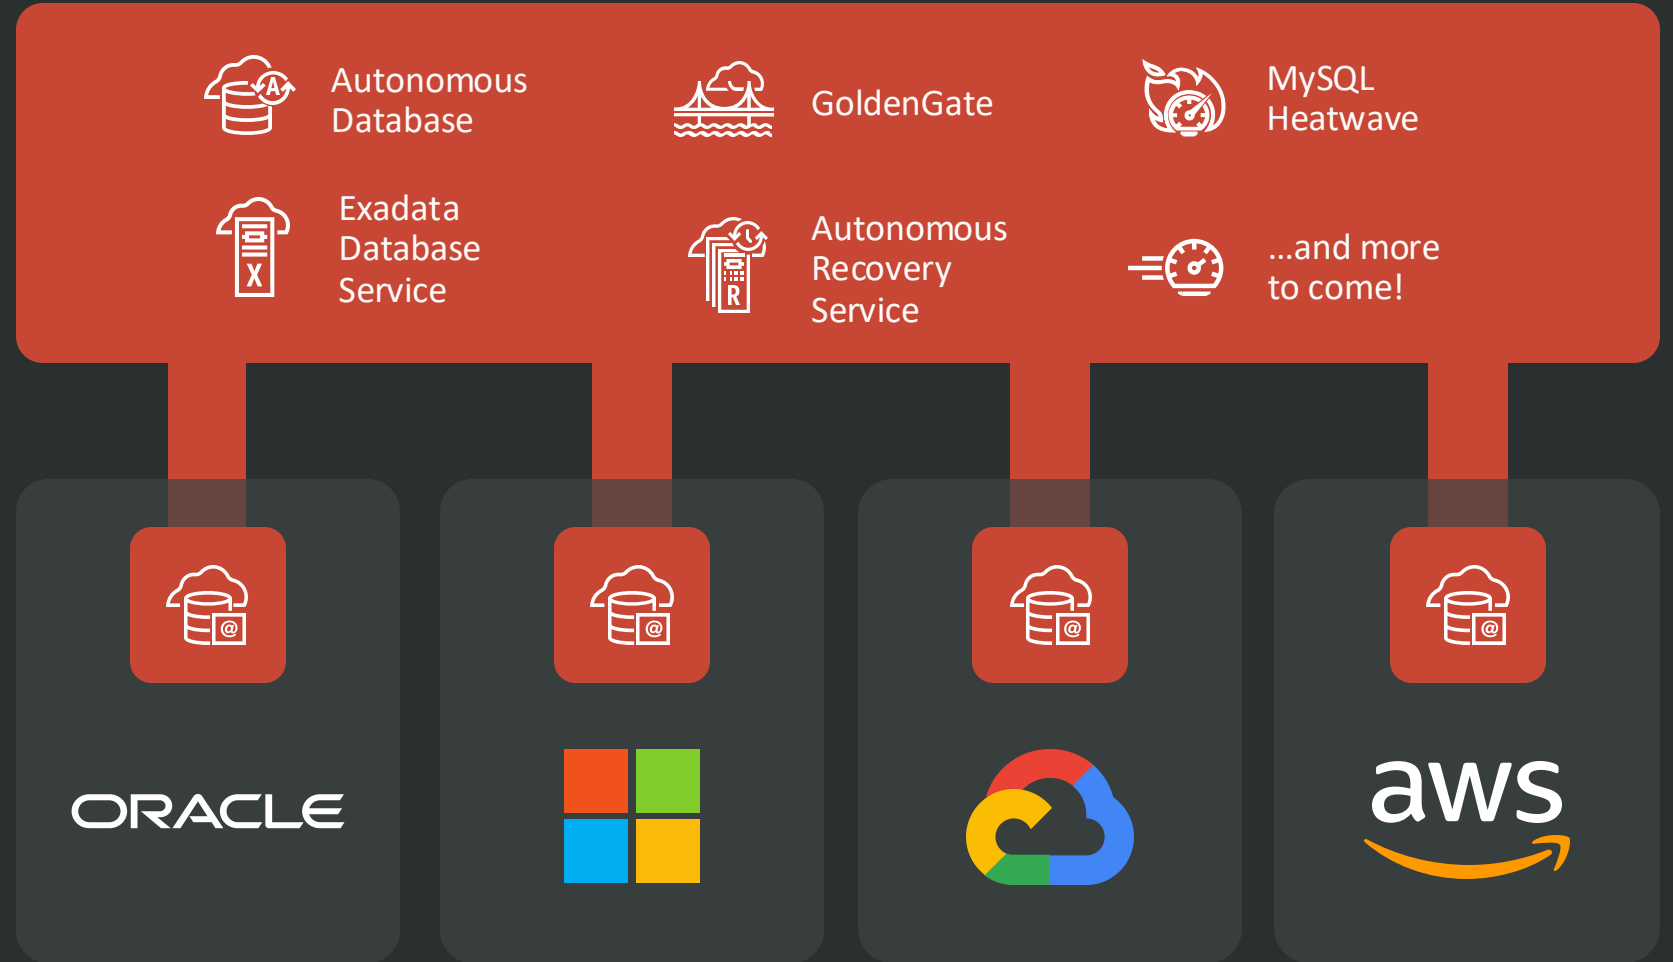 Autonomous
Database
GoldenGate
MySQL
Heatwave
Exadata
Database
Service
Autonomous
Recovery
Service
...and more
to come!
A
X
R
@
@
@
@
ORACLE
aws